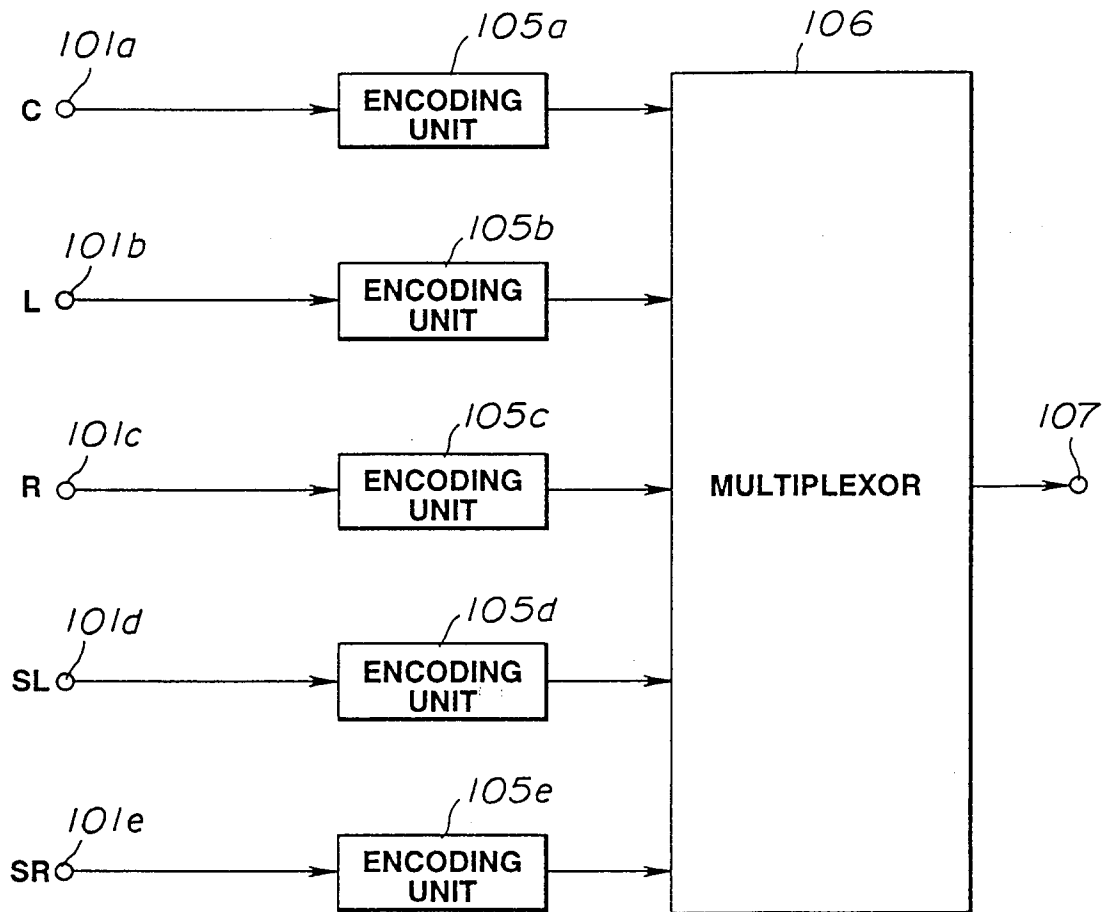 101a
105a
106
C
ENCODING
UNIT
101b
105b
L
ENCODING
UNIT
101c
105c
107
R
ENCODING
UNIT
MULTIPLEXOR
101d
105d
SL
ENCODING
UNIT
101e
105e
SR
ENCODING
UNIT